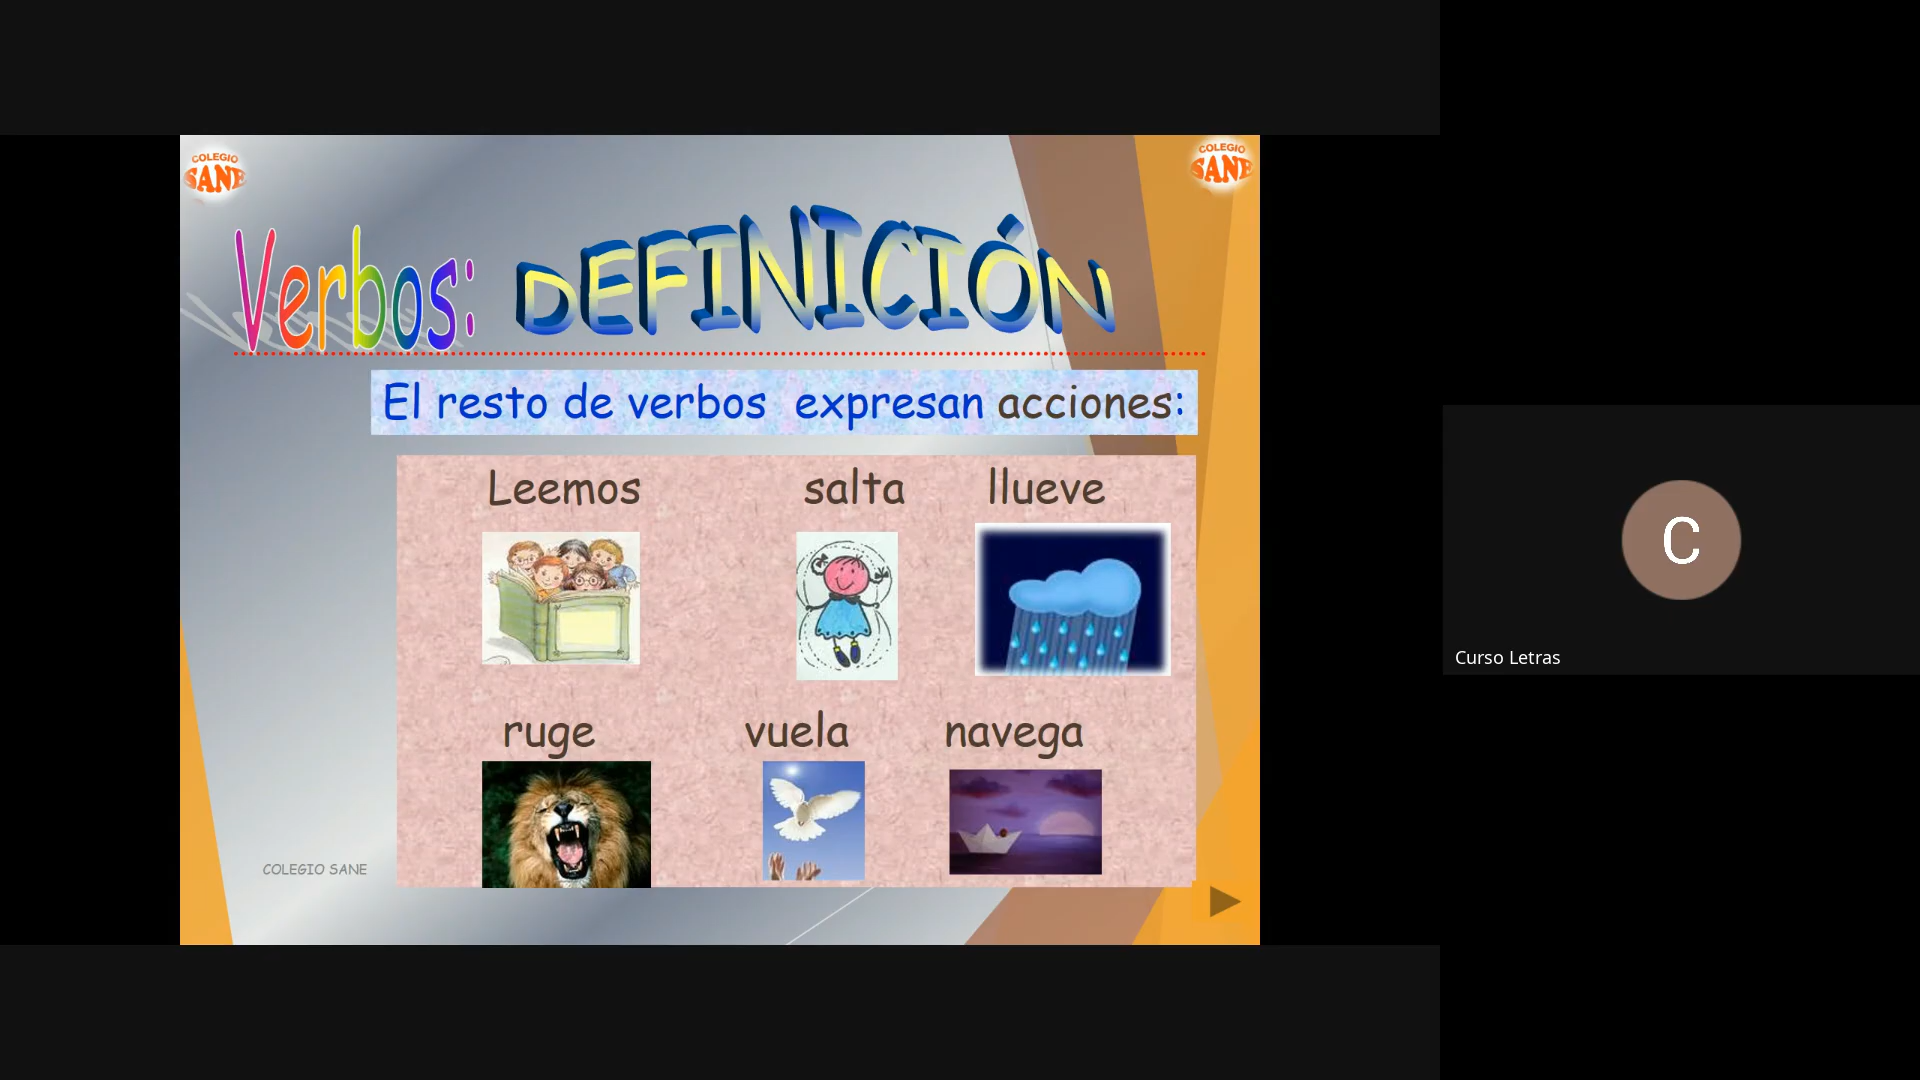 COLEGIO
SANE
COLEGIO
SANE
Verbos: DEFINICIÓN
El resto de verbos expresan acciones:
Leemos salta llueve
ruge vuela navega
COLEGIO SANE
C
Curso Letras